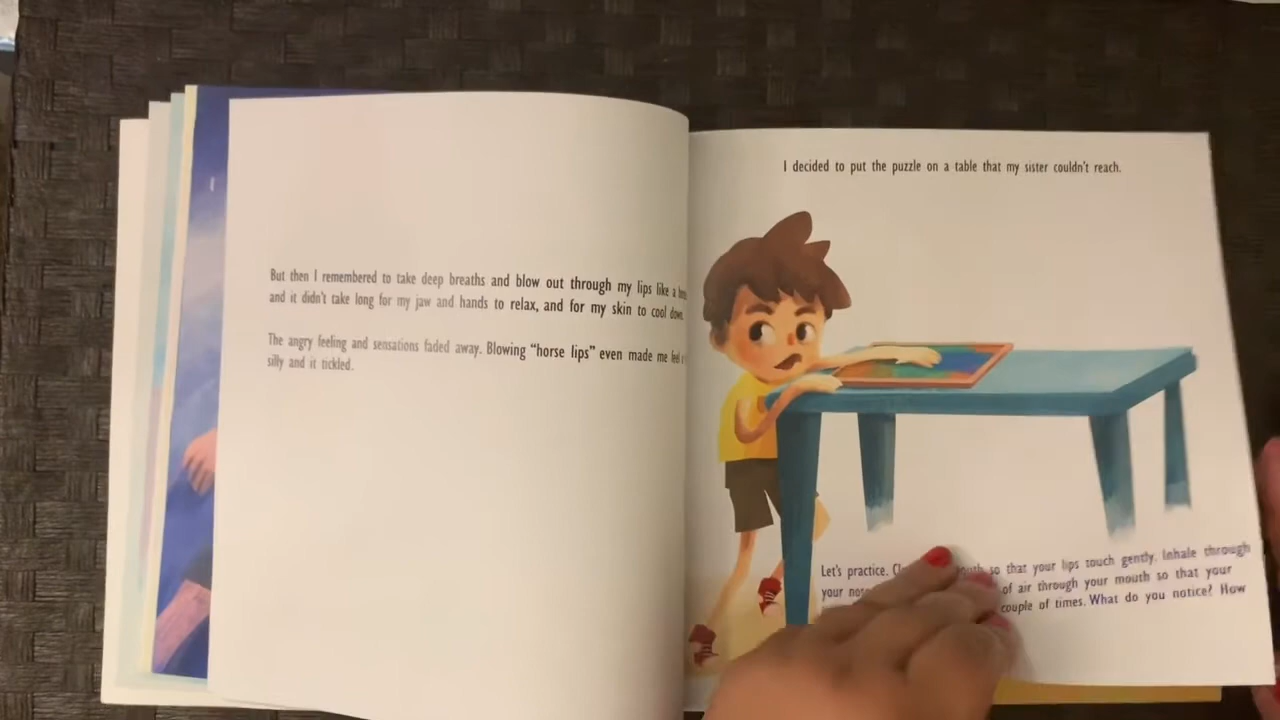 But then I remembered to take deep breaths and blow out through my lips like a
and it didn't take long for my jaw and hands to relax, and for my skin to cool down.
The angry feeling and sensations faded away. Blowing "horse lips" even made me feel
silly and it tickled.
I decided to put the puzzle on a table that my sister couldn't reach.
Let's practice. so that your lips touch gently. Inhale through
your of air through your mouth so that your
couple of times. What do you notice? How